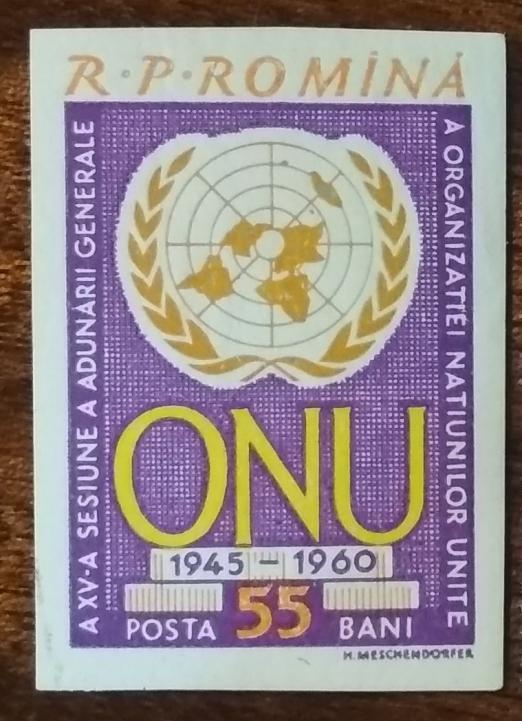 R·P·ROMÎNĂ
A XV-A SESIUNE A ADUNĂRII GENERALE
A ORGANIZAȚIEI NAȚIUNILOR UNITE
ONU
1945 – 1960
POSTA 55 BANI
H. MESCHENDÖRFER